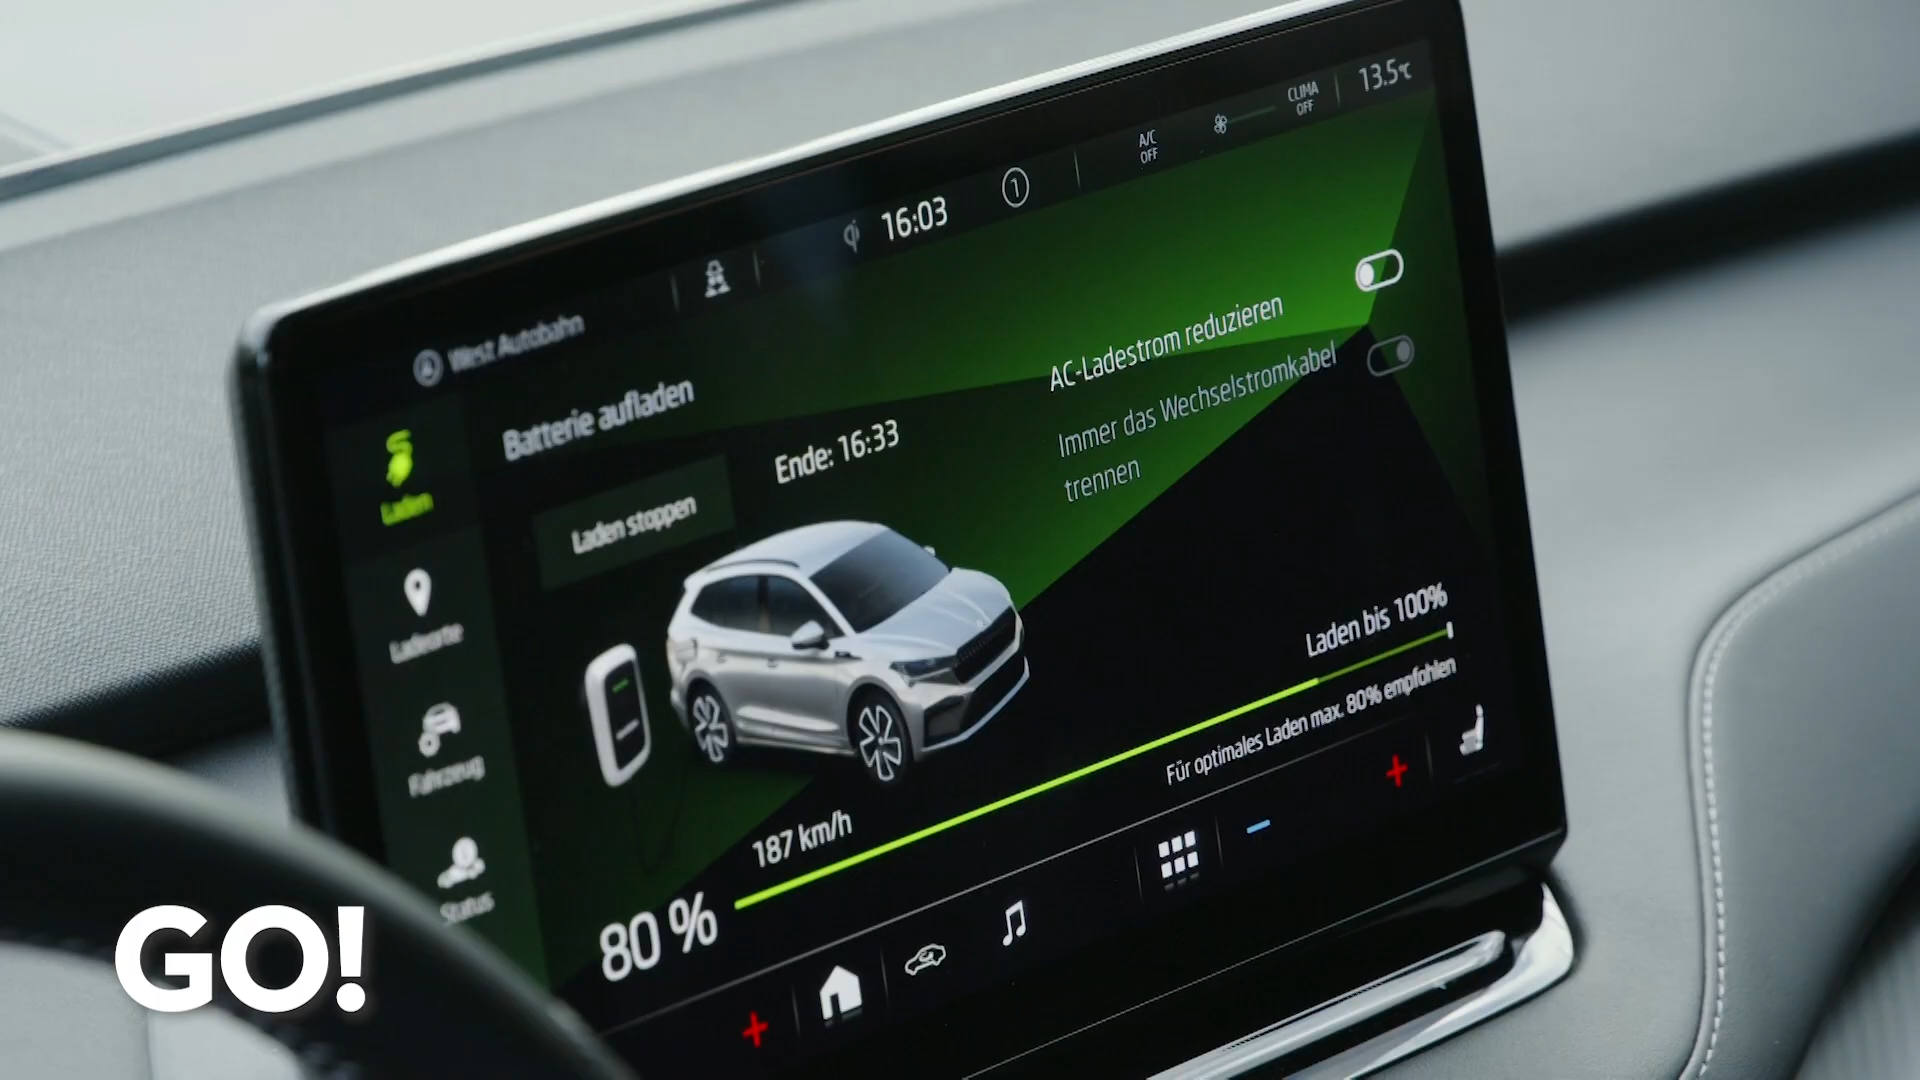 13.5°C
CLIMA
OFF
A/C
OFF
16:03
1
West Autobahn
Batterie aufladen
Ende: 16:33
AC-Ladestrom reduzieren
Immer das Wechselstromkabel
trennen
Laden
Laden stoppen
Ladeorte
Fahrzeug
Status
Laden bis 100%
Für optimales Laden max. 80% empfohlen
187 km/h
80 %
GO!